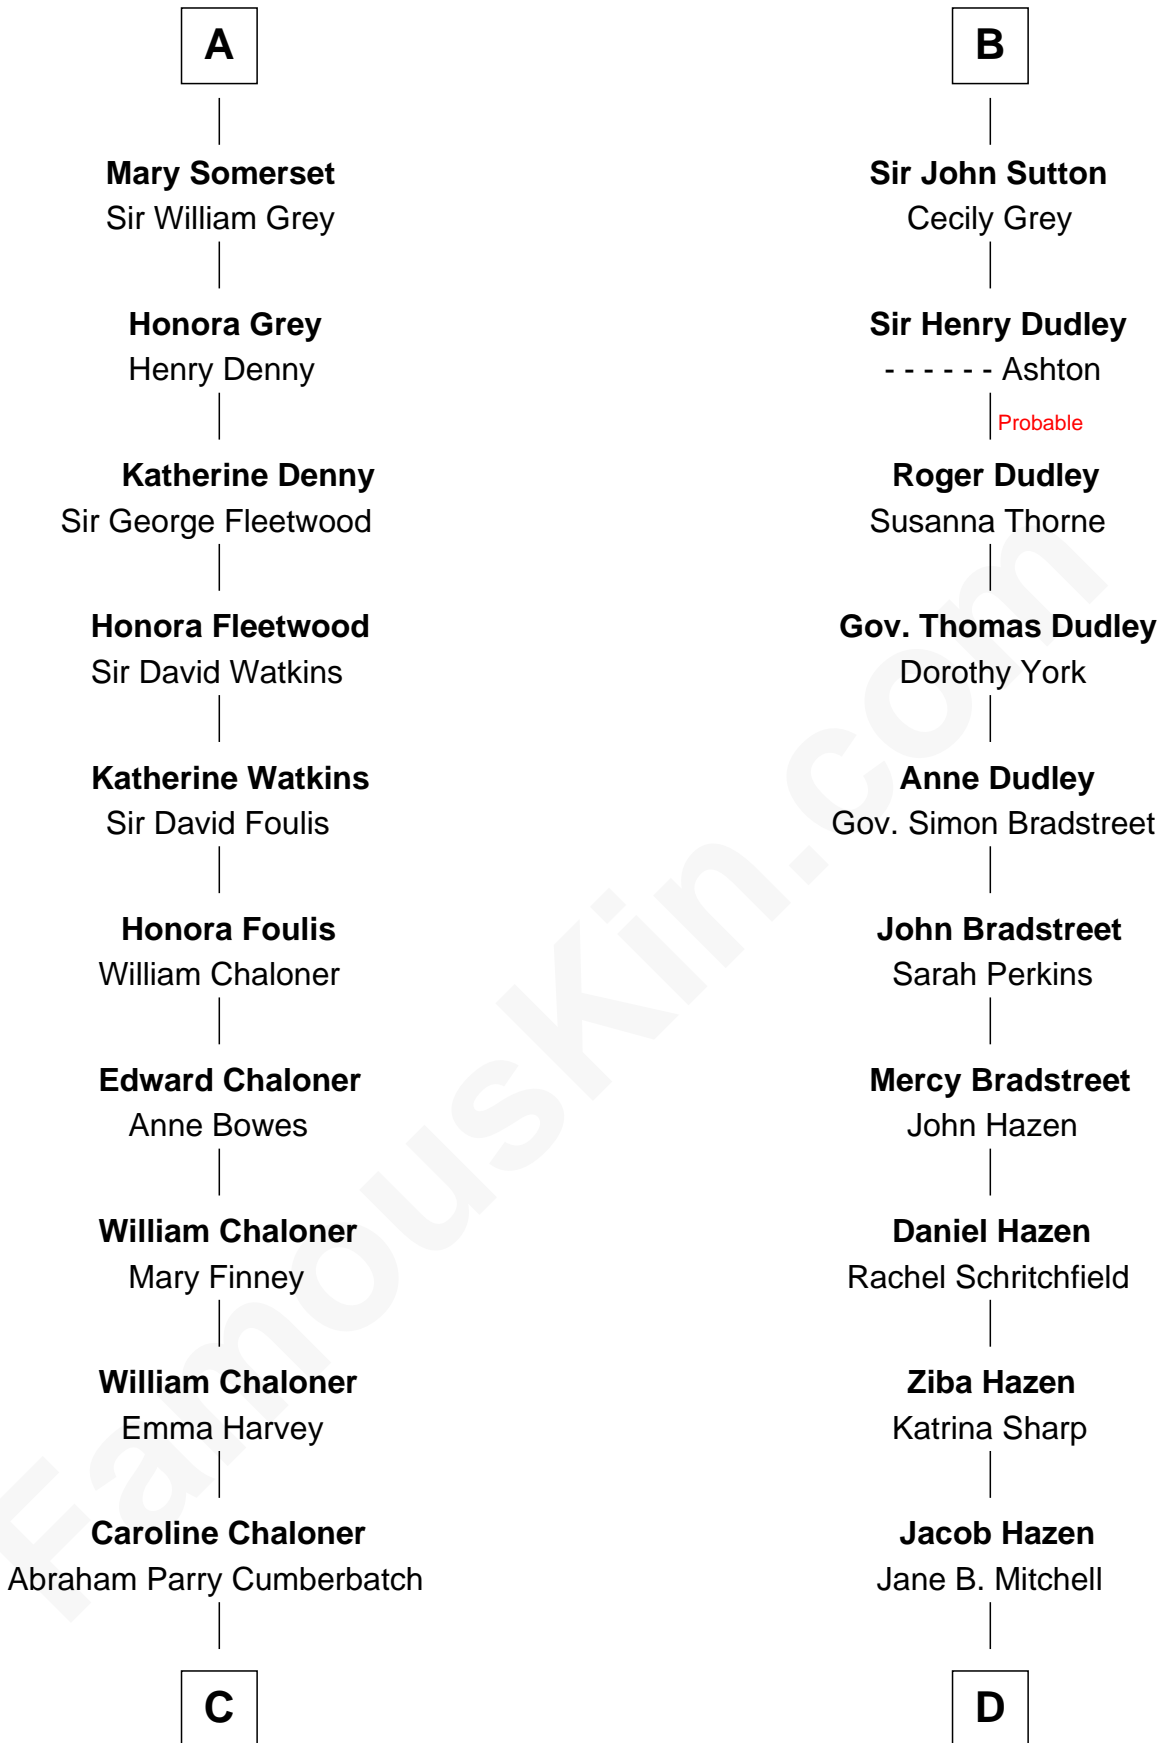 A
Mary Somerset
Sir William Grey
Honora Grey
Henry Denny
Katherine Denny
Sir George Fleetwood
Honora Fleetwood
Sir David Watkins
Katherine Watkins
Sir David Foulis
Honora Foulis
William Chaloner
Edward Chaloner
Anne Bowes
William Chaloner
Mary Finney
William Chaloner
Emma Harvey
Caroline Chaloner
Abraham Parry Cumberbatch
C
B
Sir John Sutton
Cecily Grey
Sir Henry Dudley
- - - - - - Ashton
Probable
Roger Dudley
Susanna Thorne
Gov. Thomas Dudley
Dorothy York
Anne Dudley
Gov. Simon Bradstreet
John Bradstreet
Sarah Perkins
Mercy Bradstreet
John Hazen
Daniel Hazen
Rachel Schritchfield
Ziba Hazen
Katrina Sharp
Jacob Hazen
Jane B. Mitchell
D
FamousKin.com